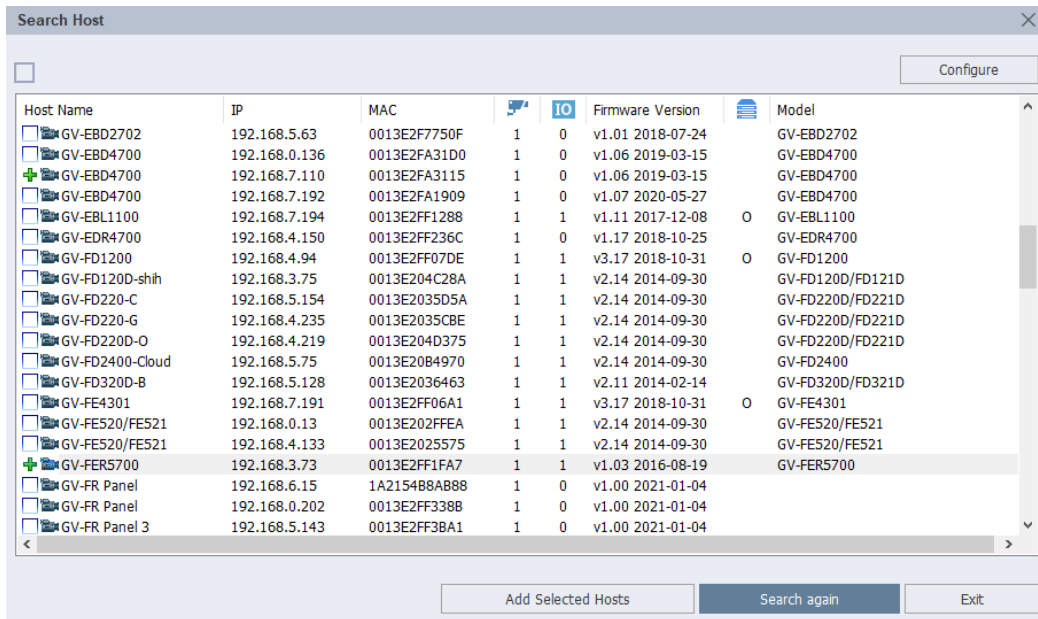 Search Host
Configure
Host Name IP MAC IO Firmware Version Model
GV-EBD2702 192.168.5.63 0013E2F7750F 1 0 v1.01 2018-07-24 GV-EBD2702
GV-EBD4700 192.168.0.136 0013E2FA31D0 1 0 v1.06 2019-03-15 GV-EBD4700
GV-EBD4700 192.168.7.110 0013E2FA3115 1 0 v1.06 2019-03-15 GV-EBD4700
GV-EBD4700 192.168.7.192 0013E2FA1909 1 0 v1.07 2020-05-27 GV-EBD4700
GV-EBL1100 192.168.7.194 0013E2FF1288 1 1 v1.11 2017-12-08 O GV-EBL1100
GV-EDR4700 192.168.4.150 0013E2FF236C 1 0 v1.17 2018-10-25 GV-EDR4700
GV-FD1200 192.168.4.94 0013E2FF07DE 1 1 v3.17 2018-10-31 O GV-FD1200
GV-FD120D-shih 192.168.3.75 0013E204C28A 1 1 v2.14 2014-09-30 GV-FD120D/FD121D
GV-FD220-C 192.168.5.154 0013E2035D5A 1 1 v2.14 2014-09-30 GV-FD220D/FD221D
GV-FD220-G 192.168.4.235 0013E2035CBE 1 1 v2.14 2014-09-30 GV-FD220D/FD221D
GV-FD220D-O 192.168.4.219 0013E204D375 1 1 v2.14 2014-09-30 GV-FD220D/FD221D
GV-FD2400-Cloud 192.168.5.75 0013E20B4970 1 1 v2.14 2014-09-30 GV-FD2400
GV-FD320D-B 192.168.5.128 0013E2036463 1 1 v2.11 2014-02-14 GV-FD320D/FD321D
GV-FE4301 192.168.7.191 0013E2FF06A1 1 1 v3.17 2018-10-31 O GV-FE4301
GV-FE520/FE521 192.168.0.13 0013E202FFEA 1 1 v2.14 2014-09-30 GV-FE520/FE521
GV-FE520/FE521 192.168.4.133 0013E2025575 1 1 v2.14 2014-09-30 GV-FE520/FE521
GV-FER5700 192.168.3.73 0013E2FF1FA7 1 1 v1.03 2016-08-19 GV-FER5700
GV-FR Panel 192.168.6.15 1A2154B8AB88 1 0 v1.00 2021-01-04
GV-FR Panel 192.168.0.202 0013E2FF338B 1 0 v1.00 2021-01-04
GV-FR Panel 3 192.168.5.143 0013E2FF3BA1 1 0 v1.00 2021-01-04
Add Selected Hosts Search again Exit